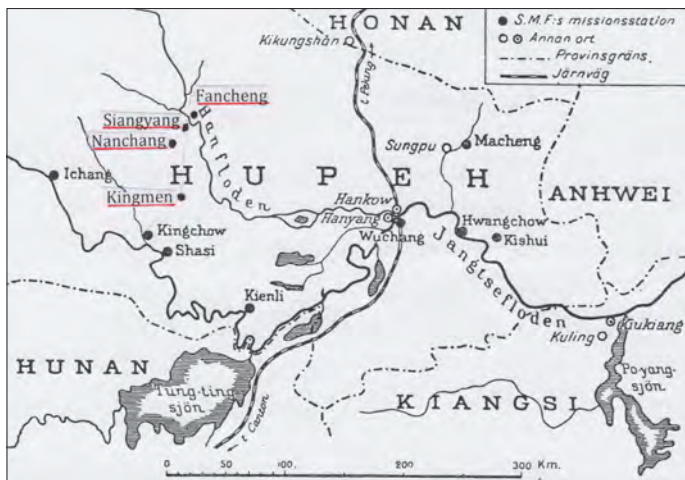 HONAN
Kikungshan
t. Peking
S.M.F:s missionsstation
Annan ort
Provinsgräns.
Järnväg
Fancheng
Siangyang
Nanchang
Hanfloden
Sungpu
Macheng
Ichang
HUPEH
ANHWEI
Kingmen
Hankow
Hanyang
Wuchang
Hwangchow
Kishui
Kingchow
Shasi
Jangtsefloden
Kienli
Kiukiang
Kuling
HUNAN
Tung-ting
sjön.
Po-yang-
sjön.
KIANGSI
t. Canton
0 50 100. 200 300 Km.